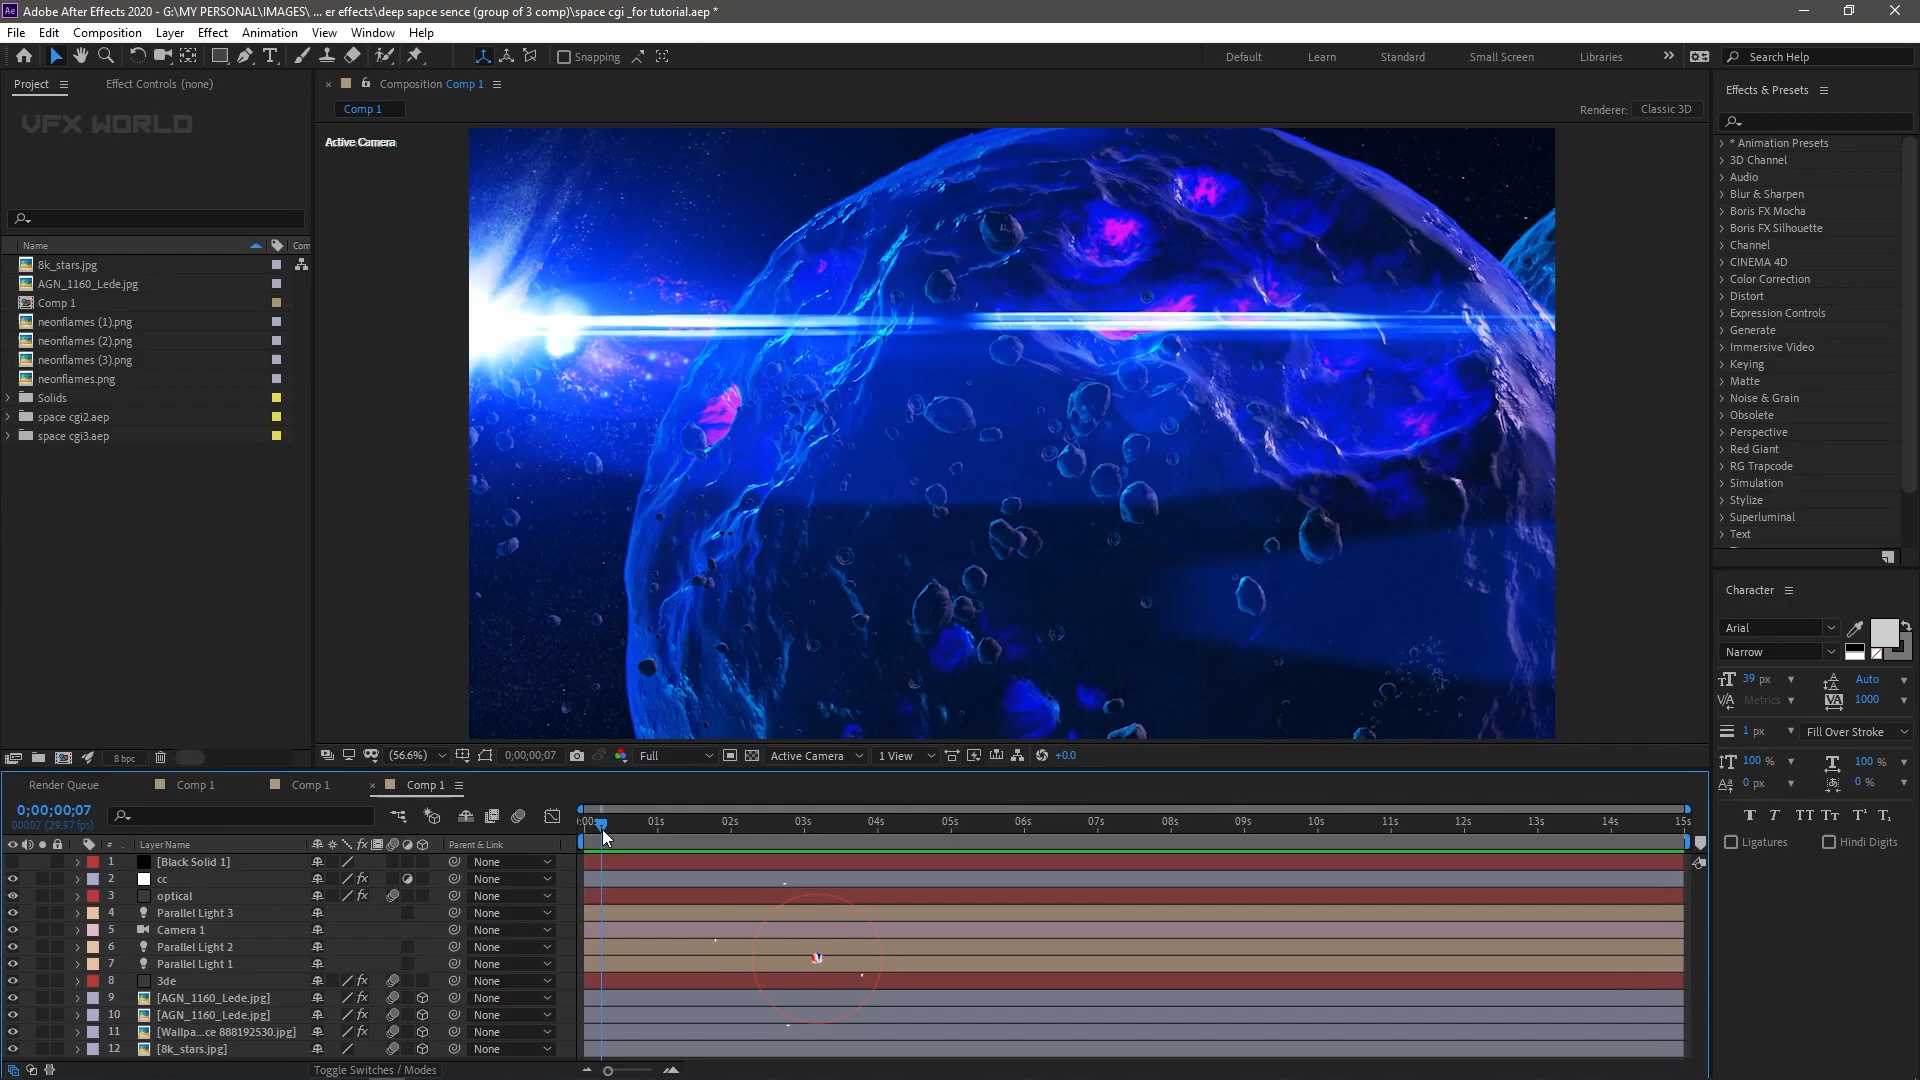 Adobe After Effects 2020 - G:\MY PERSONAL\IMAGES\ ... er effects\deep sapce sence (group of 3 comp)\space cgi _for tutorial.aep *
File Edit Composition Layer Effect Animation View Window Help
Snapping Default Learn Standard Small Screen Libraries Search Help
Project Effect Controls (none) Composition Comp 1 Effects & Presets
Comp 1 Renderer: Classic 3D
VFX WORLD
Active Camera
Name Com
8k_stars.jpg
AGN_1160_Lede.jpg
Comp 1
neonflames (1).png
neonflames (2).png
neonflames (3).png
neonflames.png
Solids
space cgi2.aep
space cgi3.aep
* Animation Presets
3D Channel
Audio
Blur & Sharpen
Boris FX Mocha
Boris FX Silhouette
Channel
CINEMA 4D
Color Correction
Distort
Expression Controls
Generate
Immersive Video
Keying
Matte
Noise & Grain
Obsolete
Perspective
Red Giant
RG Trapcode
Simulation
Stylize
Superluminal
Text
Character
Arial
Narrow
39 px Auto
Metrics 1000
1 px Fill Over Stroke
100 % 100 %
0 px 0 %
T T TT Tt T¹ T₁
Ligatures Hindi Digits
8 bpc (56.6%) 0;00;00;07 Full Active Camera 1 View +0.0
Render Queue Comp 1 Comp 1 Comp 1
0;00;00;07
00007 (29.97 fps)
:00s 01s 02s 03s 04s 05s 06s 07s 08s 09s 10s 11s 12s 13s 14s 15s
# Layer Name Parent & Link
1 [Black Solid 1] None
2 cc None
3 optical None
4 Parallel Light 3 None
5 Camera 1 None
6 Parallel Light 2 None
7 Parallel Light 1 None
8 3de None
9 [AGN_1160_Lede.jpg] None
10 [AGN_1160_Lede.jpg] None
11 [Wallpa...ce 888192530.jpg] None
12 [8k_stars.jpg] None
Toggle Switches / Modes